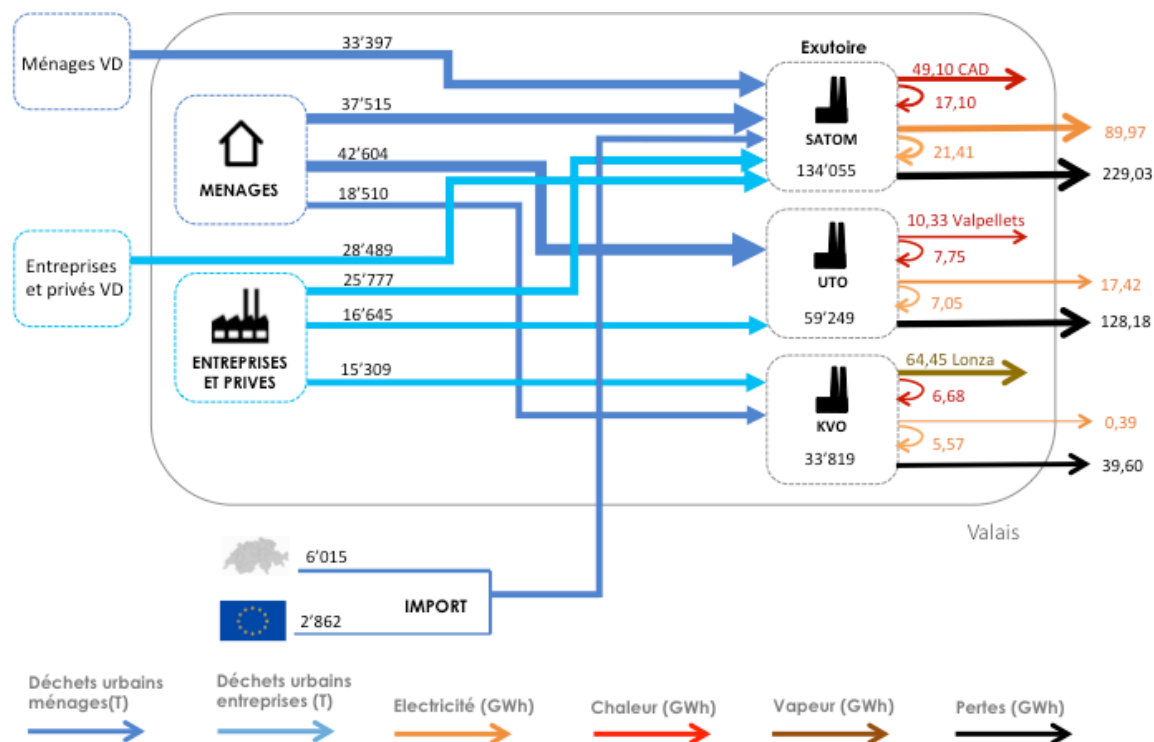 Ménages VD
33'397
Exutoire
49,10 CAD
17,10
37'515
SATOM
89,97
21,41
42'604
134'055
229,03
MENAGES
18,510
10,33 Valpellets
28'489
7,75
Entreprises
et privés VD
25'777
UTO
17,42
7,05
16'645
59'249
128,18
ENTREPRISES
ET PRIVES
15'309
64,45 Lonza
6,68
KVO
0,39
5,57
33'819
39,60
Valais
6'015
IMPORT
2'862
Déchets urbains
ménages(T)
Déchets urbains
entreprises (T)
Electricité (GWh)
Chaleur (GWh)
Vapeur (GWh)
Pertes (GWh)